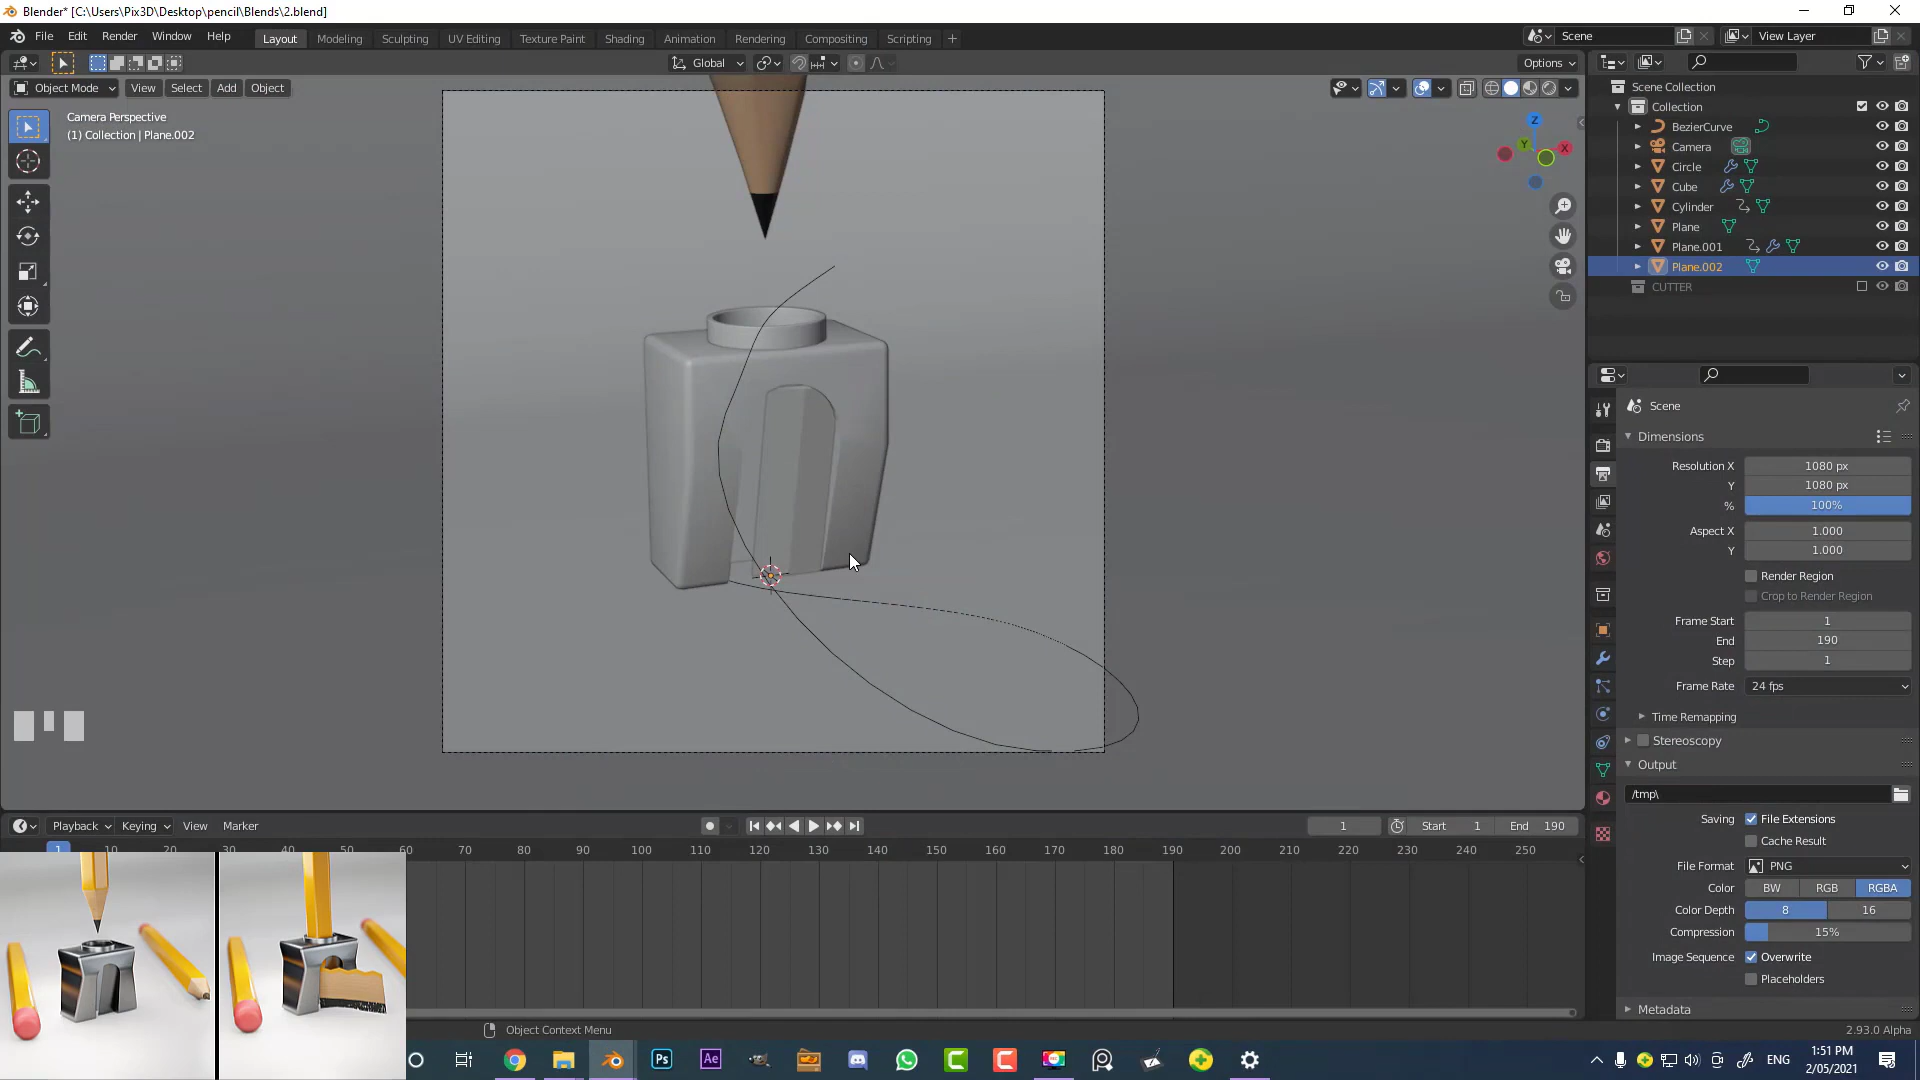 Blender* [C:\Users\Pix3D\Desktop\pencil\Blends\2.blend]
File Edit Render Window Help
Layout Modeling Sculpting UV Editing Texture Paint Shading Animation Rendering Compositing Scripting +
Scene
View Layer
Global
Options
Object Mode View Select Add Object
Camera Perspective
(1) Collection | Plane.002
Z
Y
X
Scene Collection
Collection
BezierCurve
Camera
Circle
Cube
Cylinder
Plane
Plane.001
Plane.002
CUTTER
Scene
Dimensions
Resolution X 1080 px
Y 1080 px
% 100%
Aspect X 1.000
Y 1.000
Render Region
Crop to Render Region
Frame Start 1
End 190
Step 1
Frame Rate 24 fps
Time Remapping
Stereoscopy
Output
/tmp\
Saving File Extensions
Cache Result
File Format PNG
Color BW RGB RGBA
Color Depth 8 16
Compression 15%
Image Sequence Overwrite
Placeholders
Metadata
Playback Keying View Marker
1 Start 1 End 190
1 10 20 30 40 50 60 70 80 90 100 110 120 130 140 150 160 170 180 190 200 210 220 230 240 250
Object Context Menu
2.93.0 Alpha
Ps Ae
ENG
1:51 PM
2/05/2021